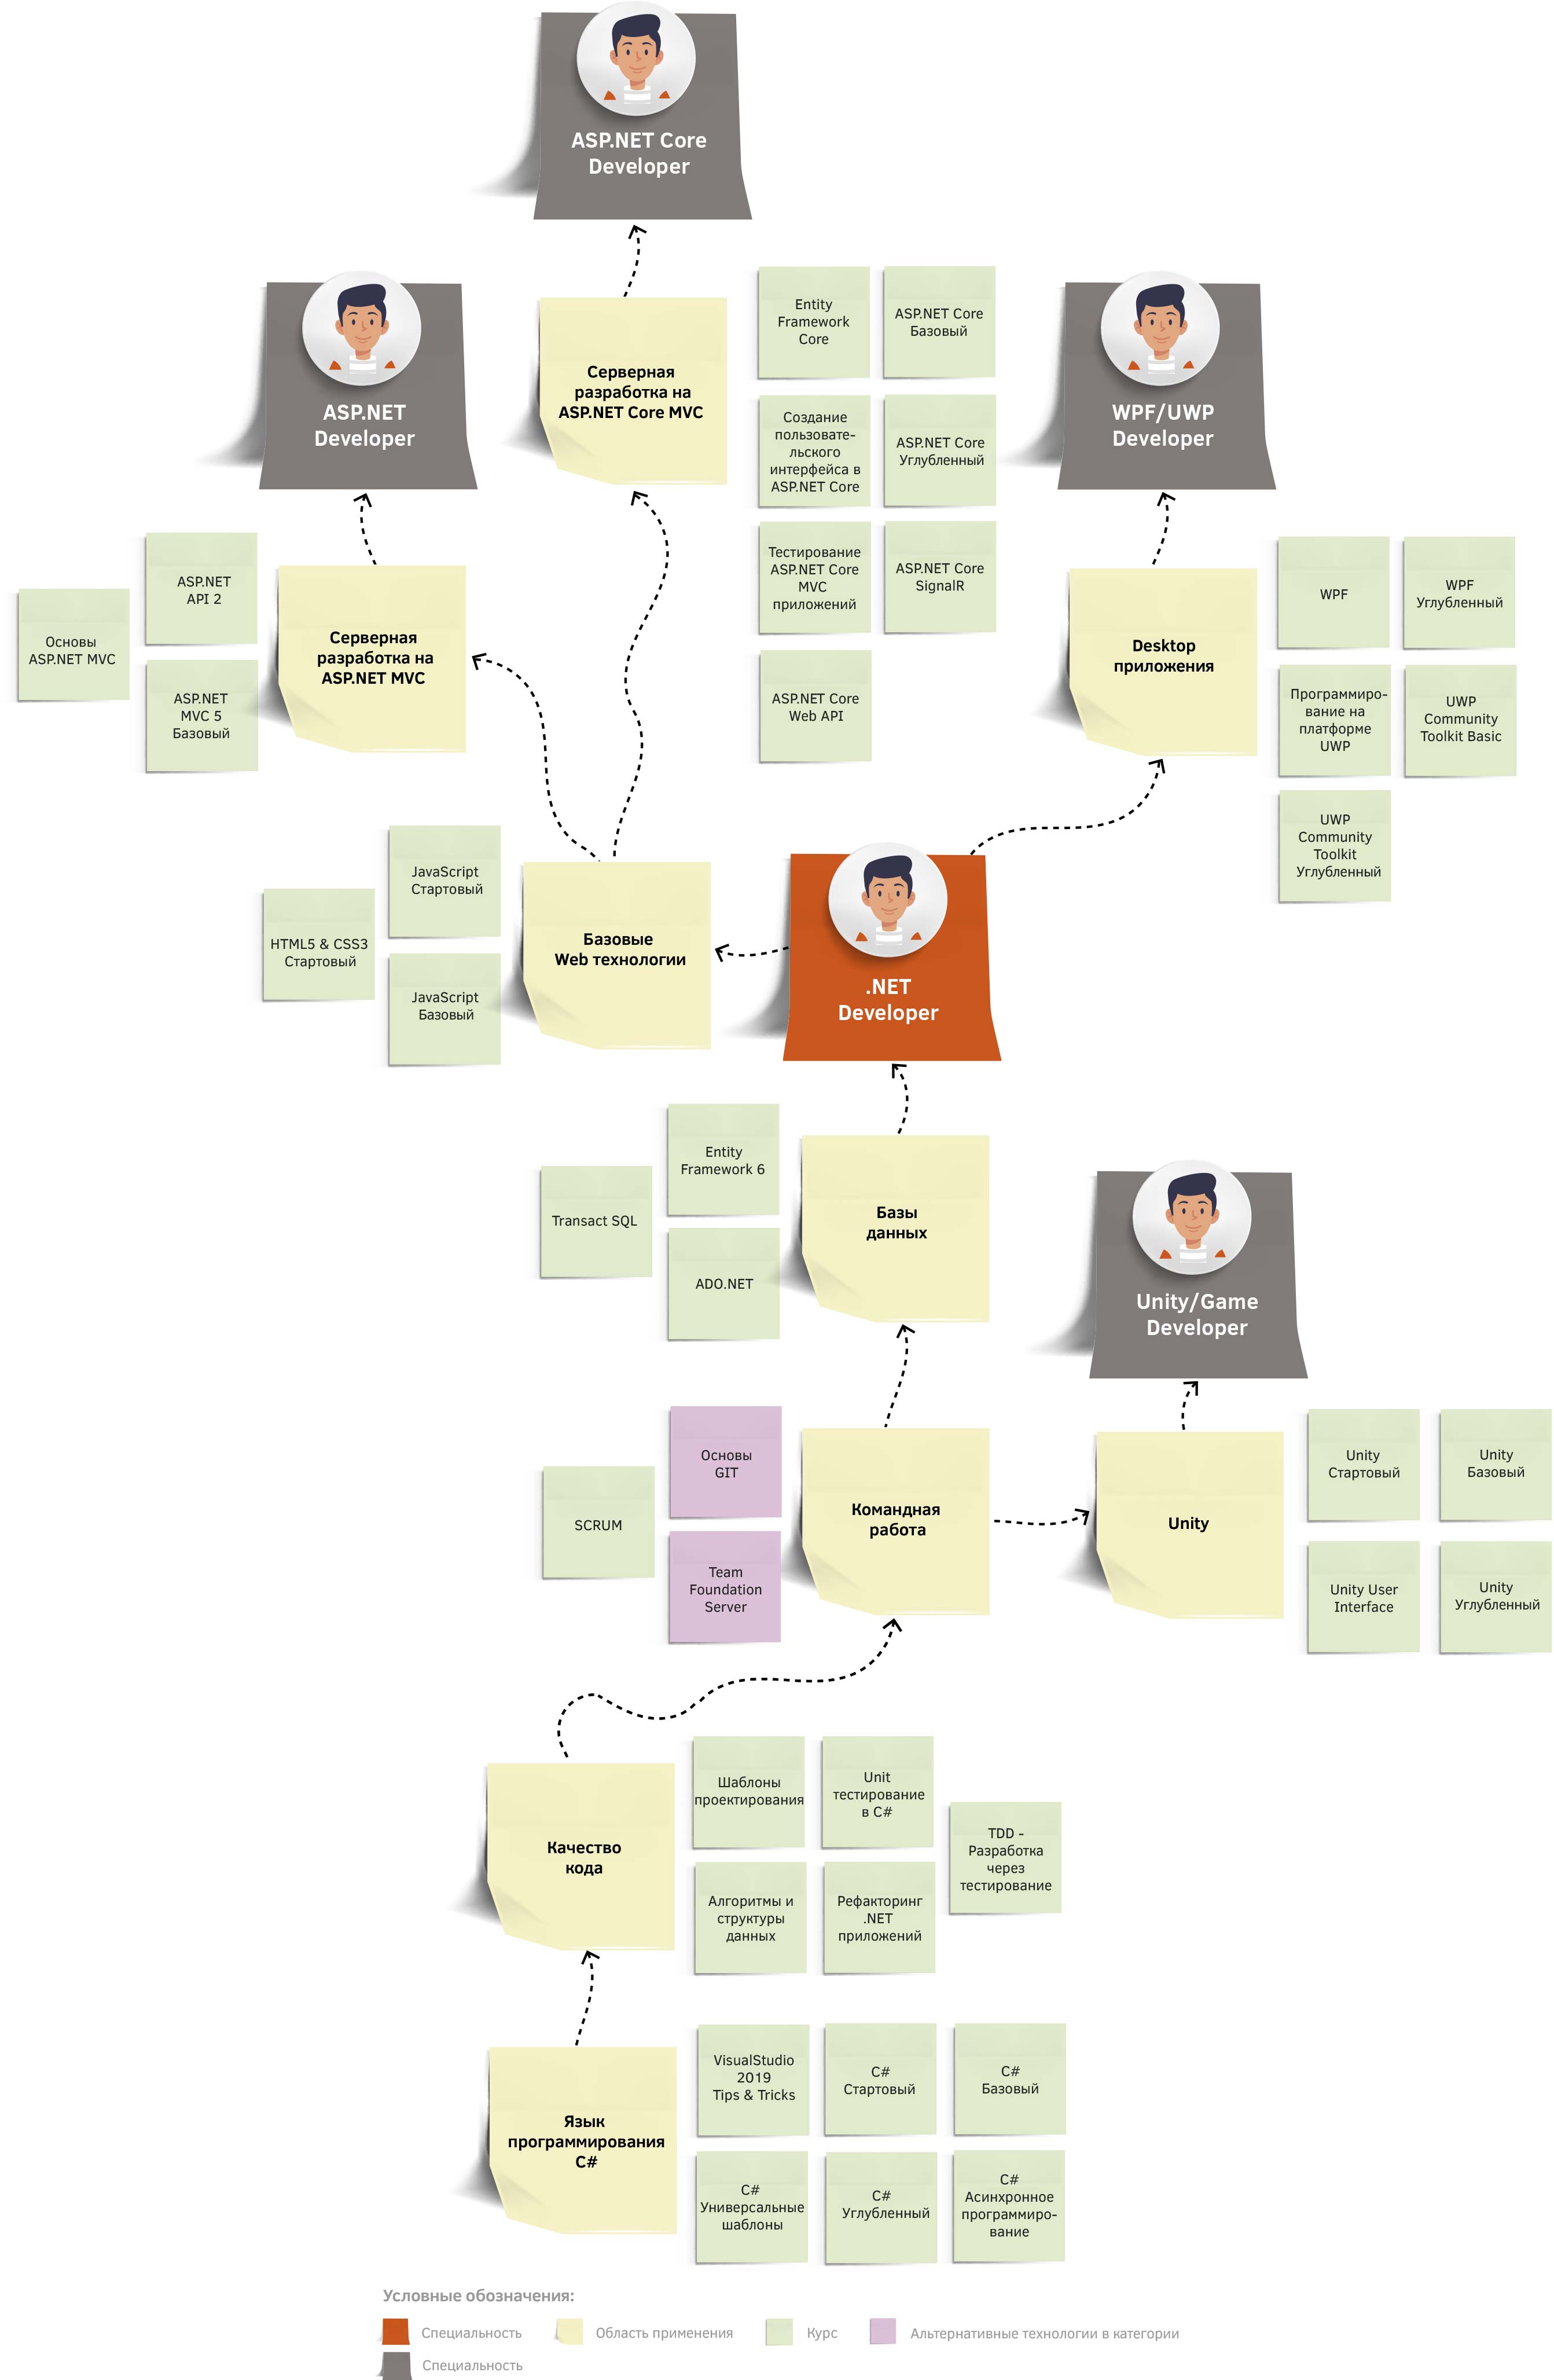 ASP.NET Core
Developer
ASP.NET
Developer
Серверная
разработка на
ASP.NET Core MVC
Entity
Framework
Core
ASP.NET Core
Базовый
Создание
пользовате-
льского
интерфейса в
ASP.NET Core
ASP.NET Core
Углубленный
Тестирование
ASP.NET Core
MVC
приложений
ASP.NET Core
SignalR
ASP.NET Core
Web API
WPF/UWP
Developer
Основы
ASP.NET MVC
ASP.NET
API 2
ASP.NET
MVC 5
Базовый
Серверная
разработка на
ASP.NET MVC
Desktop
приложения
WPF
WPF
Углубленный
Программиро-
вание на
платформе
UWP
UWP
Community
Toolkit Basic
UWP
Community
Toolkit
Углубленный
HTML5 & CSS3
Стартовый
JavaScript
Стартовый
JavaScript
Базовый
Базовые
Web технологии
.NET
Developer
Transact SQL
Entity
Framework 6
ADO.NET
Базы
данных
Unity/Game
Developer
SCRUM
Основы
GIT
Team
Foundation
Server
Командная
работа
Unity
Unity
Стартовый
Unity
Базовый
Unity User
Interface
Unity
Углубленный
Качество
кода
Шаблоны
проектирования
Unit
тестирование
в C#
TDD -
Разработка
через
тестирование
Алгоритмы и
структуры
данных
Рефакторинг
.NET
приложений
Язык
программирования
C#
VisualStudio
2019
Tips & Tricks
C#
Стартовый
C#
Базовый
C#
Универсальные
шаблоны
C#
Углубленный
C#
Асинхронное
программиро-
вание
Условные обозначения:
Специальность
Область применения
Курс
Альтернативные технологии в категории
Специальность